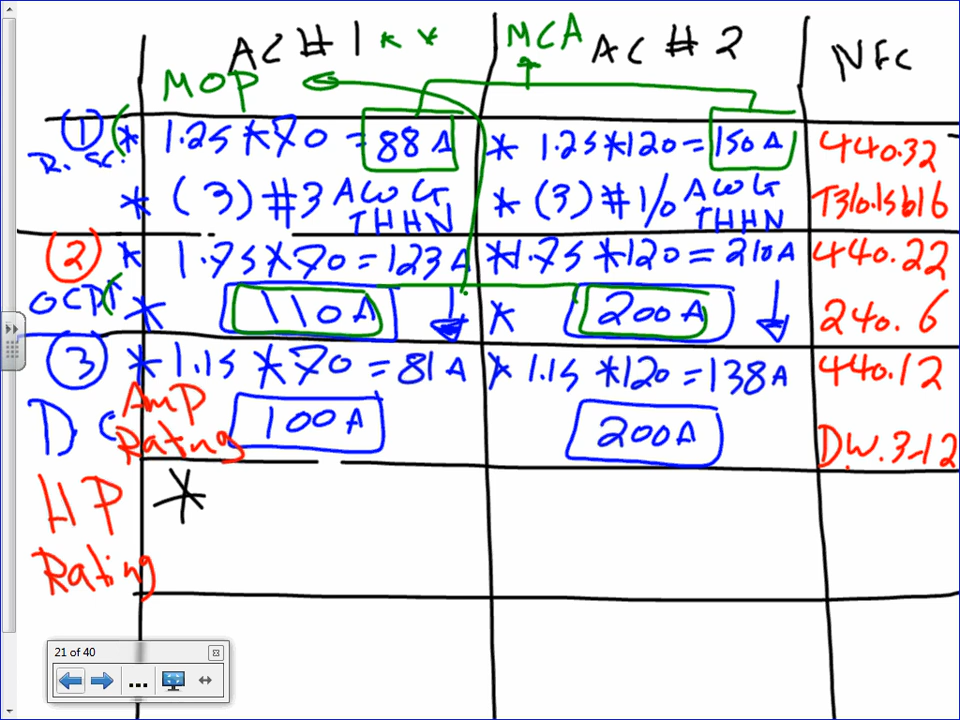 AC #1 * * MCA AC #2 NEC
MOP
① * 1.25 * 70 = 88 A * 1.25 * 120 = 150 A 440.32
R. SC.
* (3) #3 AWG THHN * (3) #1/0 AWG THHN T310.15b16
② * 1.75 * 70 = 123 A * 1.75 * 120 = 210 A 440.22
OCP * 110 A ↓ * 200 A ↓ 240.6
③ * 1.15 * 70 = 81 A * 1.15 * 120 = 138 A 440.12
D C Amp Rating 100 A 200 A D.W. 3-12
HP *
Rating
21 of 40
...